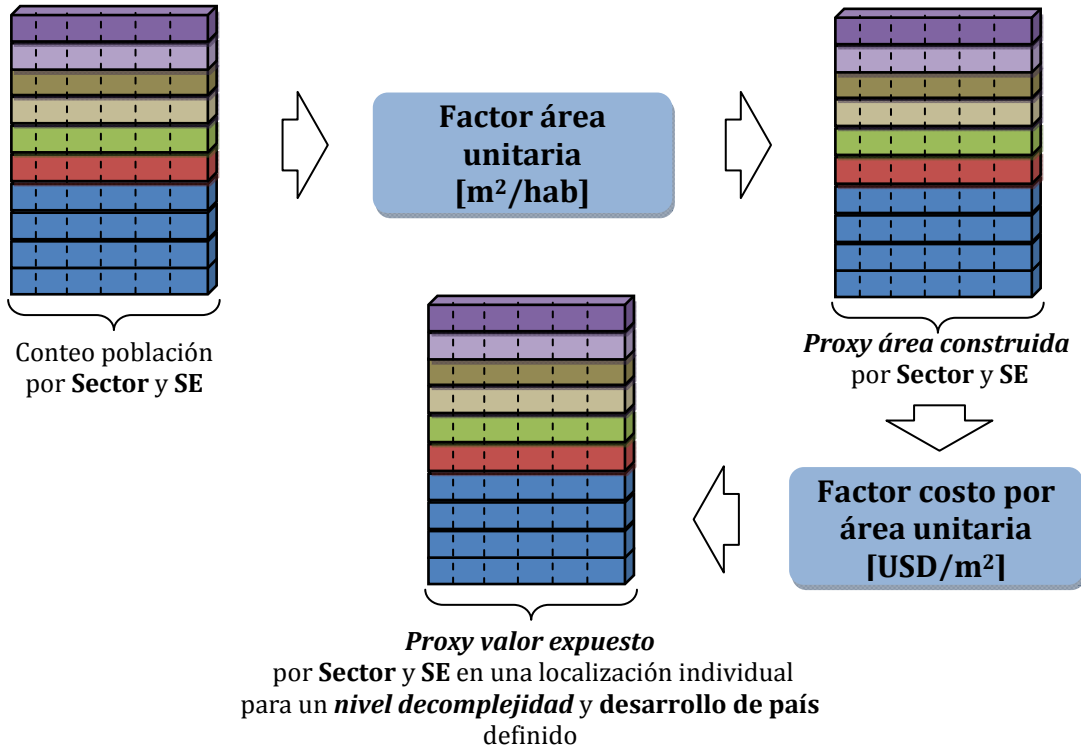 Factor área
unitaria
[m²/hab]
Conteo población
por Sector y SE
Proxy área construida
por Sector y SE
Factor costo por
área unitaria
[USD/m²]
Proxy valor expuesto
por Sector y SE en una localización individual
para un nivel decomplejidad y desarrollo de país
definido